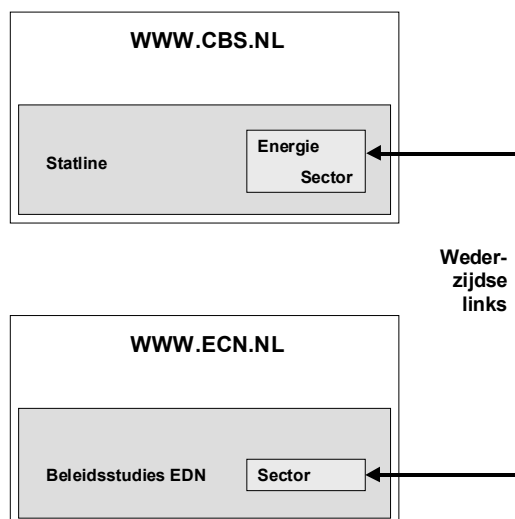 WWW.CBS.NL
Statline
Energie
Sector
Weder-
zijdse
links
WWW.ECN.NL
Beleidsstudies EDN
Sector